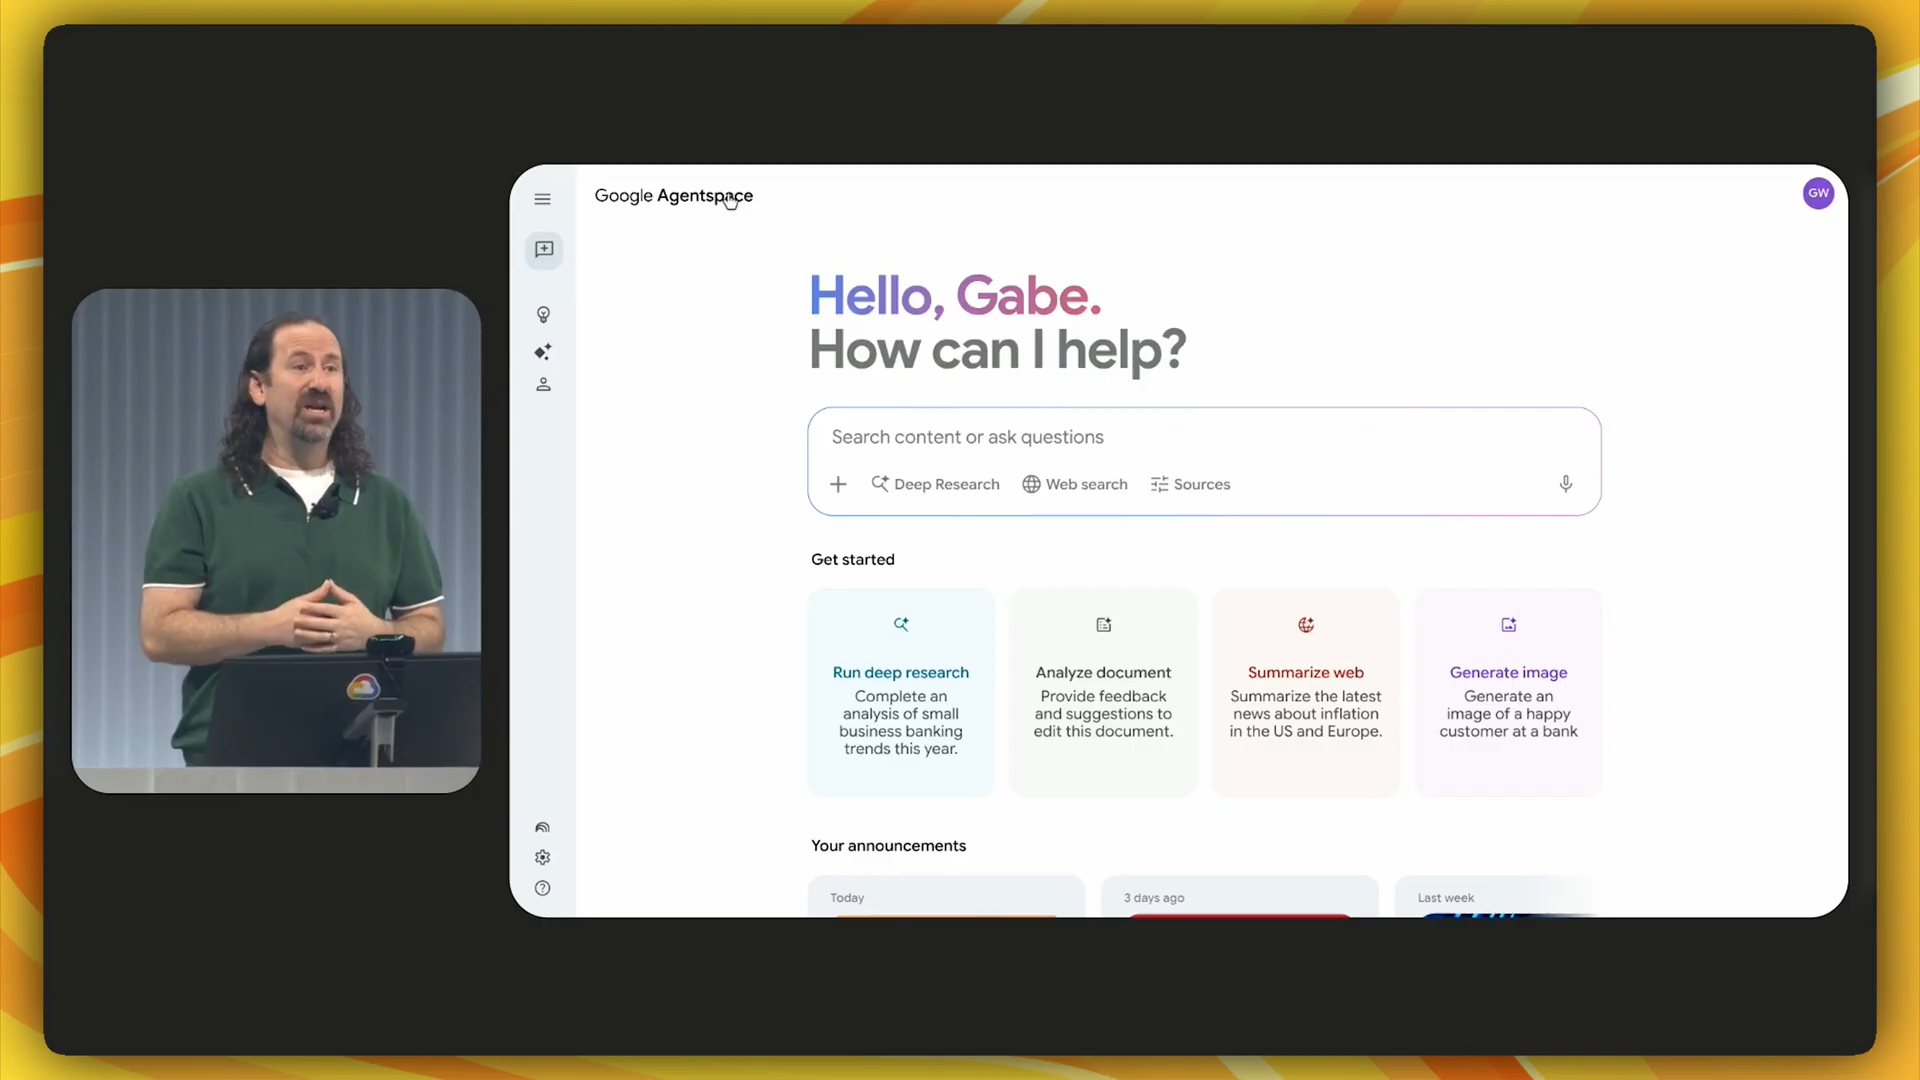 Google Agentspace
GW
Hello, Gabe.
How can I help?
Search content or ask questions
Deep Research
Web search
Sources
Get started
Run deep research
Complete an
analysis of small
business banking
trends this year.
Analyze document
Provide feedback
and suggestions to
edit this document.
Summarize web
Summarize the latest
news about inflation
in the US and Europe.
Generate image
Generate an
image of a happy
customer at a bank
Your announcements
Today
3 days ago
Last week